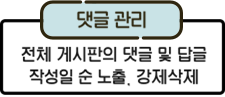 댓글 관리
전체 게시판의 댓글 및 답글
작성일 순 노출, 강제삭제